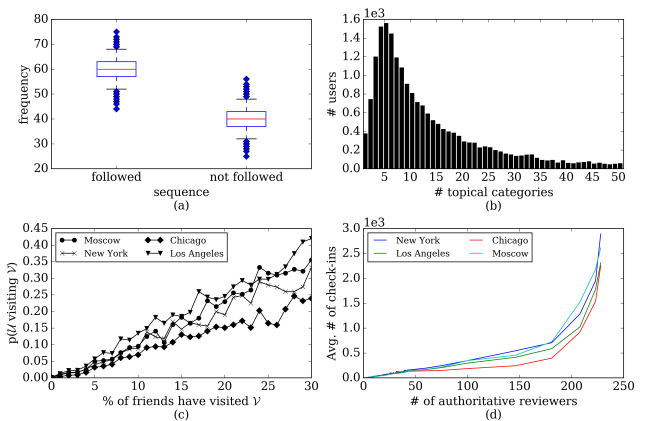 80
70
60
50
40
30
20
frequency
followed
not followed
sequence
(a)
1e3
1.6
1.4
1.2
1.0
0.8
0.6
0.4
0.2
0.0
# users
5 10 15 20 25 30 35 40 45 50
# topical categories
(b)
0.45
0.40
0.35
0.30
0.25
0.20
0.15
0.10
0.05
0.00
p(𝒰 visiting 𝒱)
Moscow
New York
Chicago
Los Angeles
0 5 10 15 20 25 30
% of friends have visited 𝒱
(c)
1e3
3.0
2.5
2.0
1.5
1.0
0.5
0.0
Avg. # of check-ins
New York
Los Angeles
Chicago
Moscow
0 50 100 150 200 250
# of authoritative reviewers
(d)